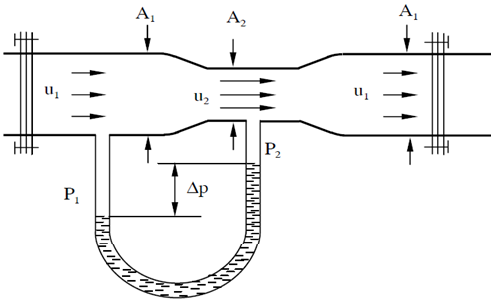 A₁
A₂
A₁
u₁
u₂
u₁
P₂
Δp
P₁